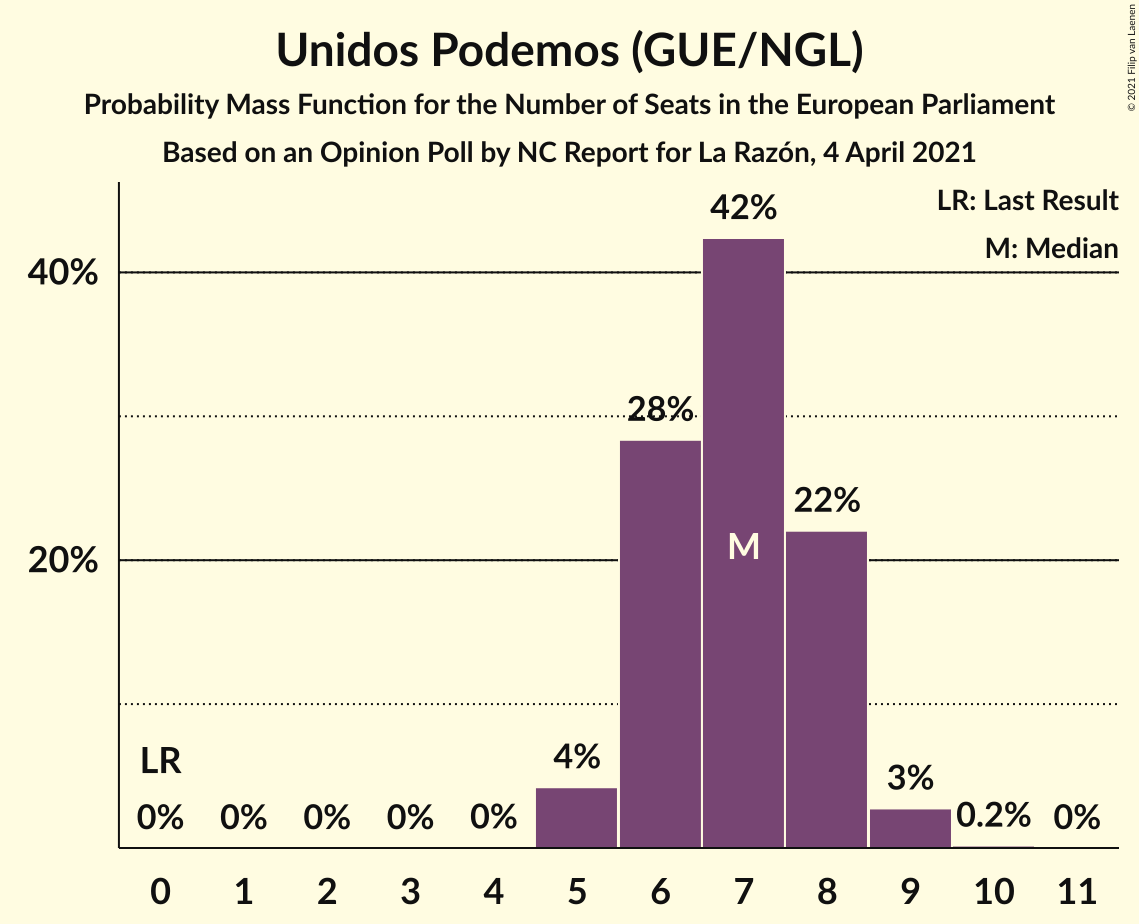 Unidos Podemos (GUE/NGL)
Probability Mass Function for the Number of Seats in the European Parliament
Based on an Opinion Poll by NC Report for La Razón, 4 April 2021
© 2021 Filip van Laenen
LR: Last Result
M: Median
42%
40%
28%
22%
M
20%
LR
4%
3%
0% 0% 0% 0% 0% 0.2% 0%
0 1 2 3 4 5 6 7 8 9 10 11